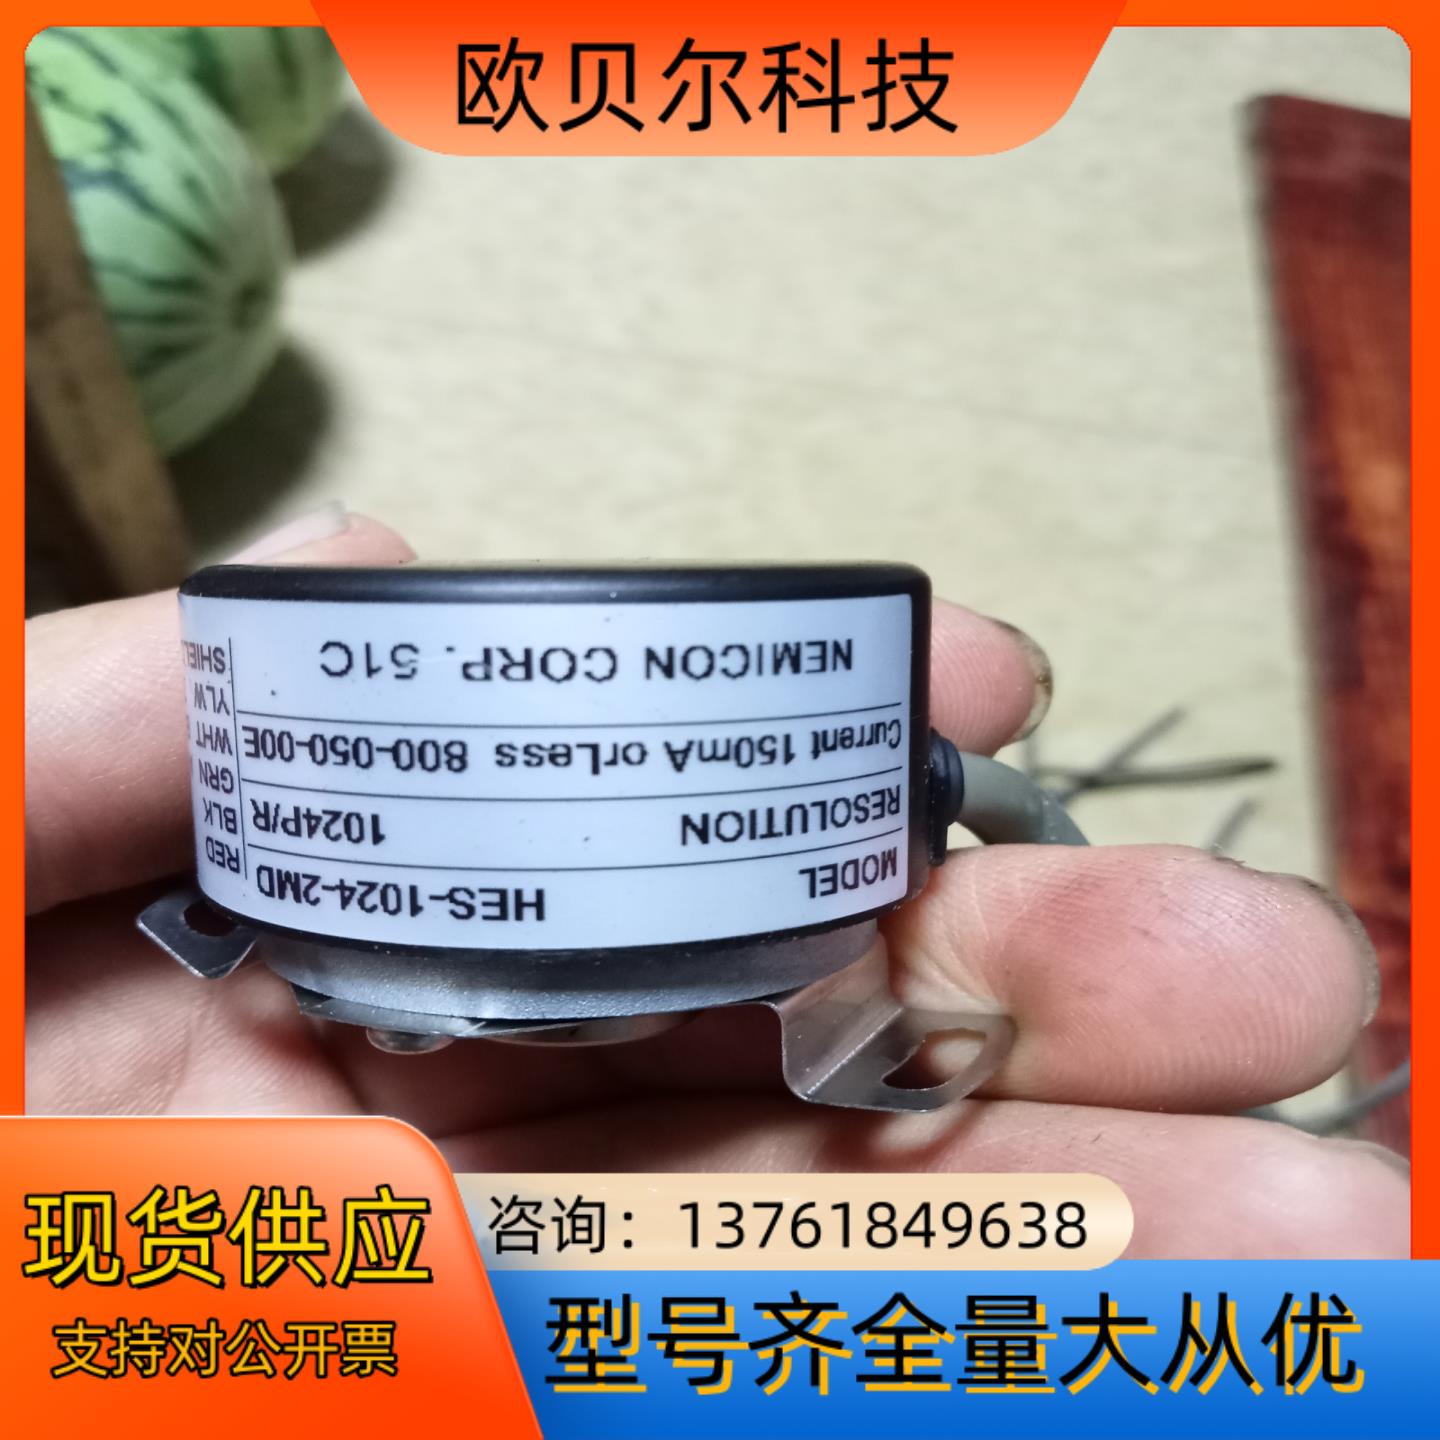 欧贝尔科技
MODEL HES-1024-2MD
RESOLUTION 1024P/R
Current 150mA orLess 800-050-00E
NEMICON CORP. 51C
RED
BLK
GRN
WHT
YLW
现货供应
支持对公开票
咨询：13761849638
型号齐全量大从优